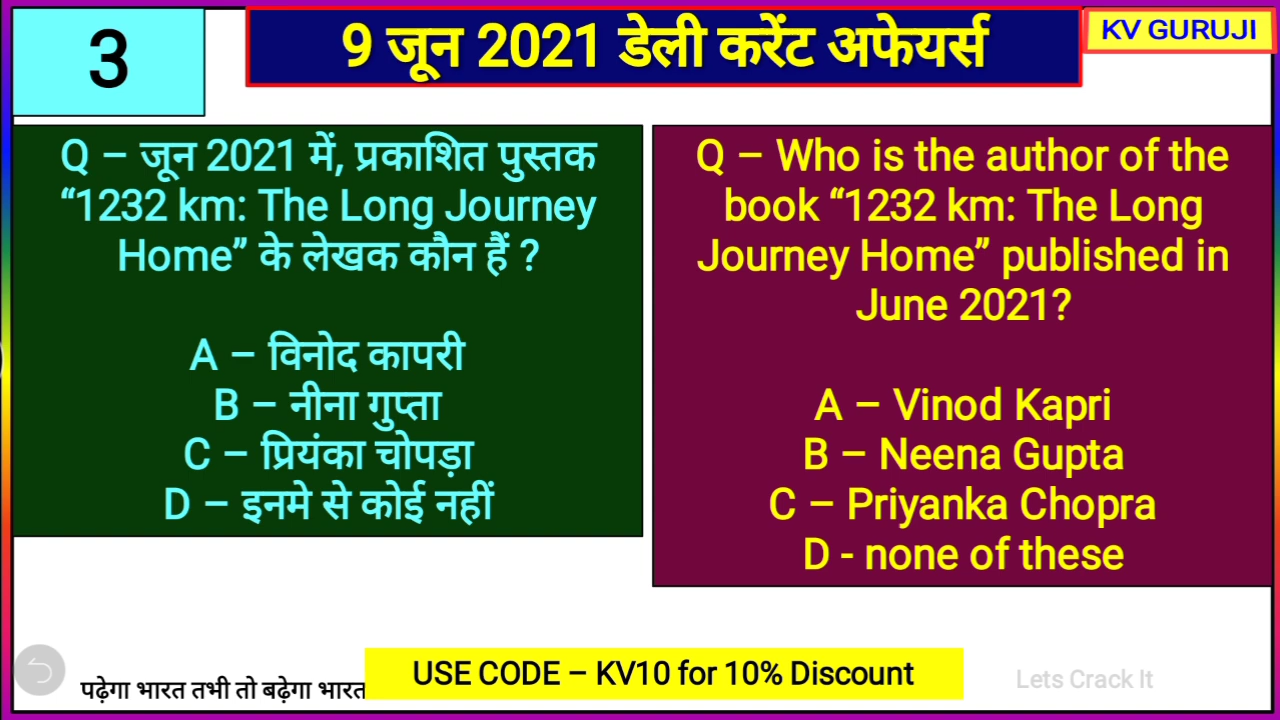 3
9 जून 2021 डेली करेंट अफेयर्स
KV GURUJI
Q – जून 2021 में, प्रकाशित पुस्तक
“1232 km: The Long Journey
Home” के लेखक कौन हैं ?
A – विनोद कापरी
B – नीना गुप्ता
C – प्रियंका चोपड़ा
D – इनमे से कोई नहीं
Q – Who is the author of the
book “1232 km: The Long
Journey Home” published in
June 2021?
A – Vinod Kapri
B – Neena Gupta
C – Priyanka Chopra
D - none of these
पढ़ेगा भारत तभी तो बढ़ेगा भारत
USE CODE – KV10 for 10% Discount
Lets Crack It